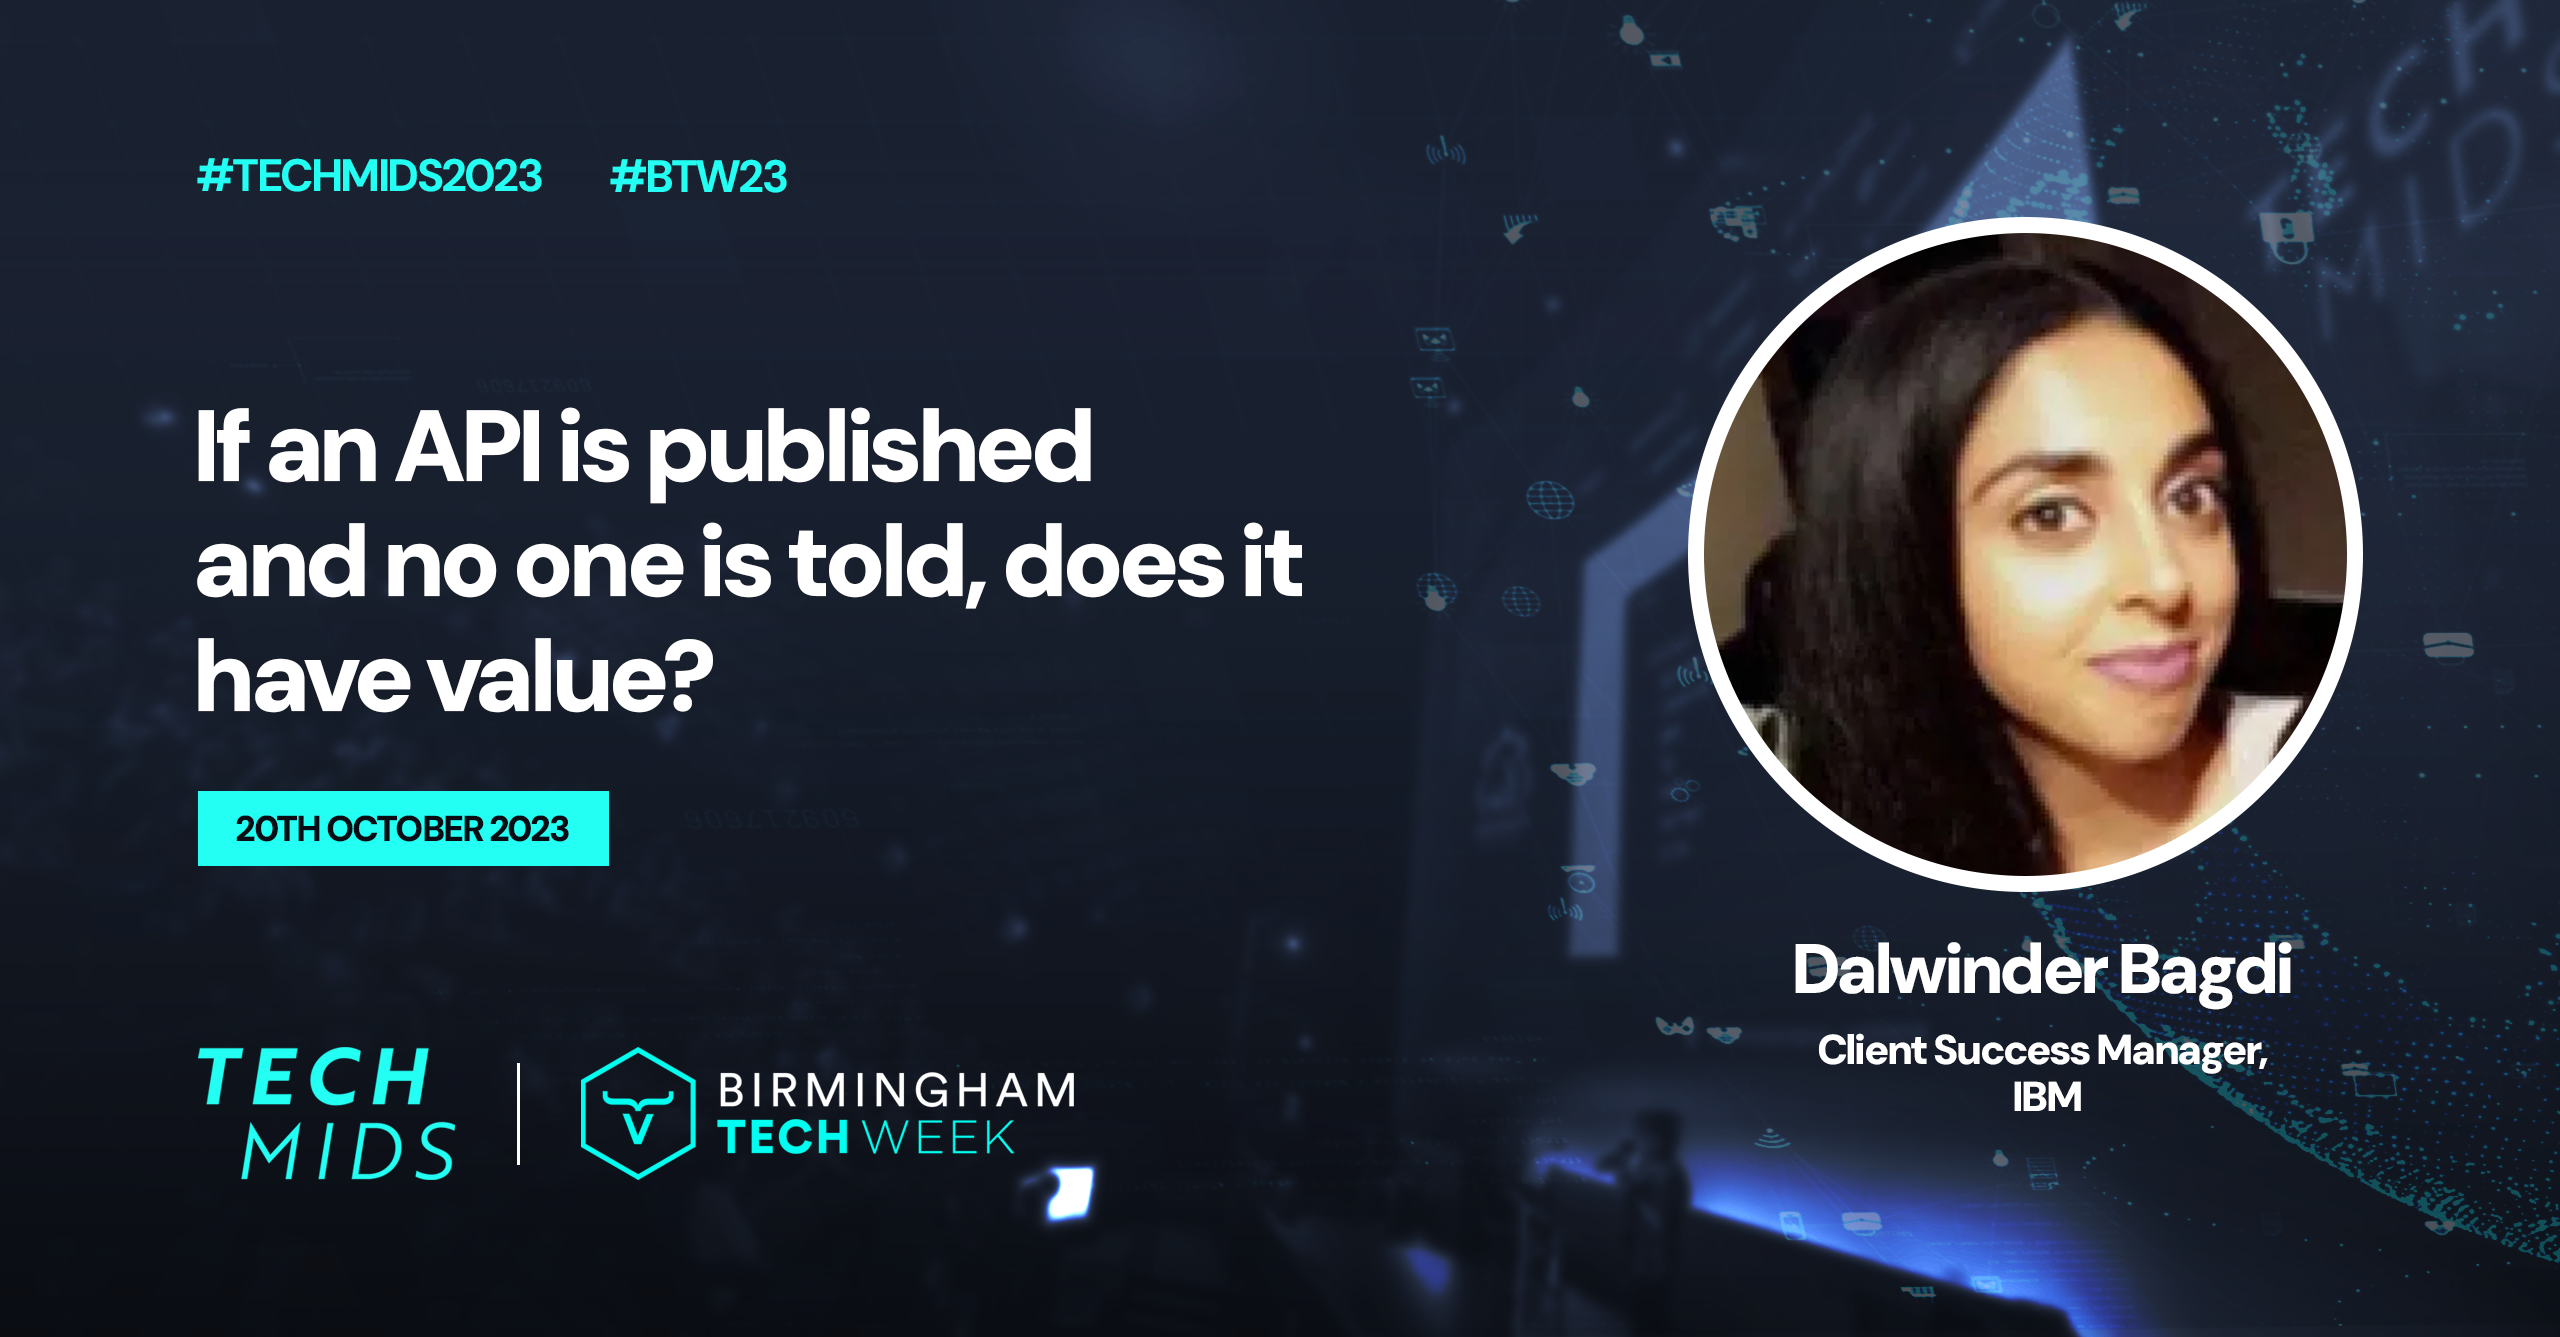 #TECHMIDS2023 #BTW23
If an API is published
and no one is told, does it
have value?
20TH OCTOBER 2023
TECH
MIDS
BIRMINGHAM
TECH WEEK
Dalwinder Bagdi
Client Success Manager,
IBM